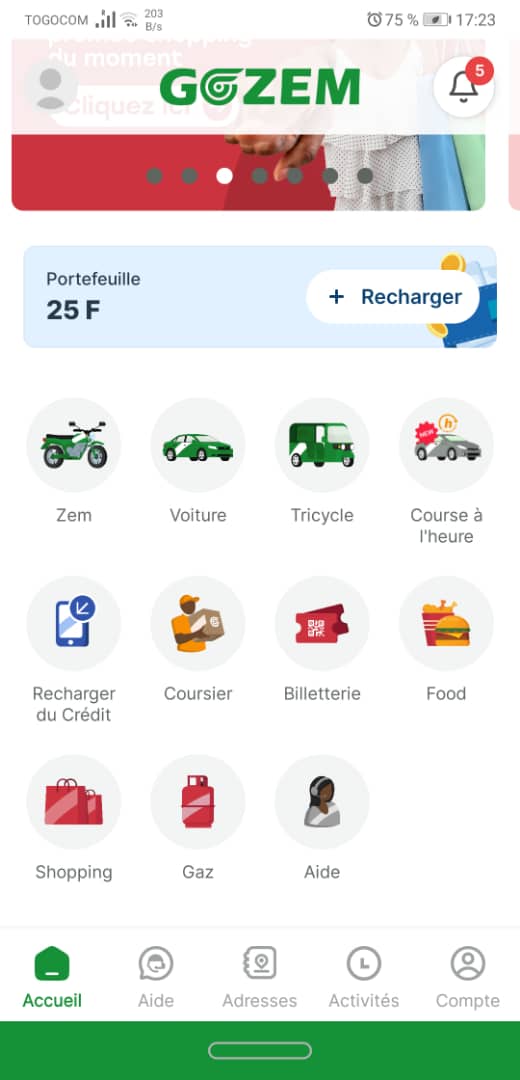 TOGOCOM
203
B/s
75 %
17:23
du moment
Cliquez ici
GOZEM
5
Portefeuille
25 F
+ Recharger
NEW
h
Zem
Voiture
Tricycle
Course à
l'heure
Recharger
du Crédit
Coursier
Billetterie
Food
Shopping
Gaz
Aide
Accueil
Aide
Adresses
Activités
Compte